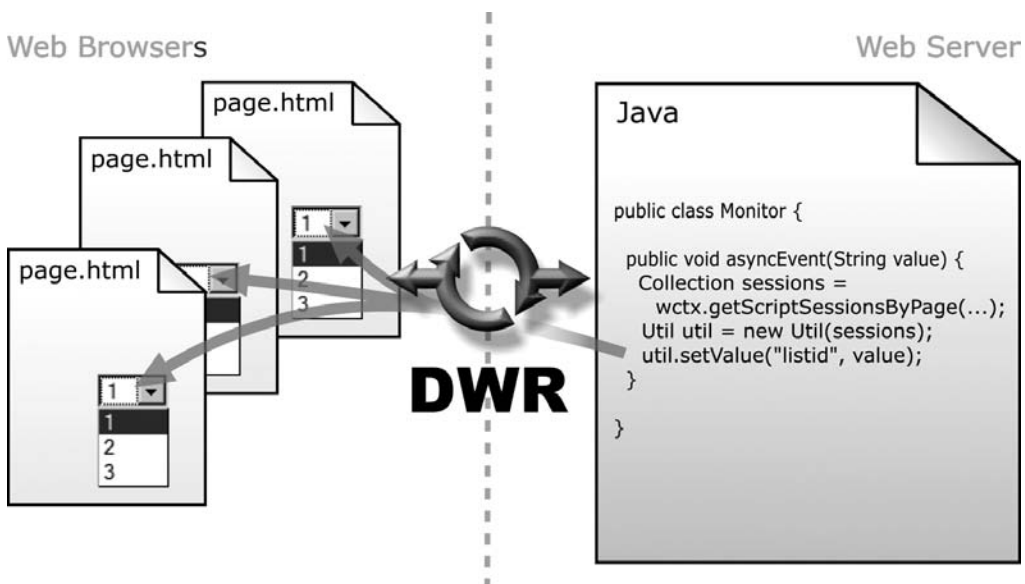 Web Browsers
Web Server
page.html
1
1
2
3
page.html
page.html
1
1
2
3
DWR
Java
public class Monitor {
public void asyncEvent(String value) {
Collection sessions =
wctx.getScriptSessionsByPage(...);
Util util = new Util(sessions);
util.setValue("listid", value);
}
}